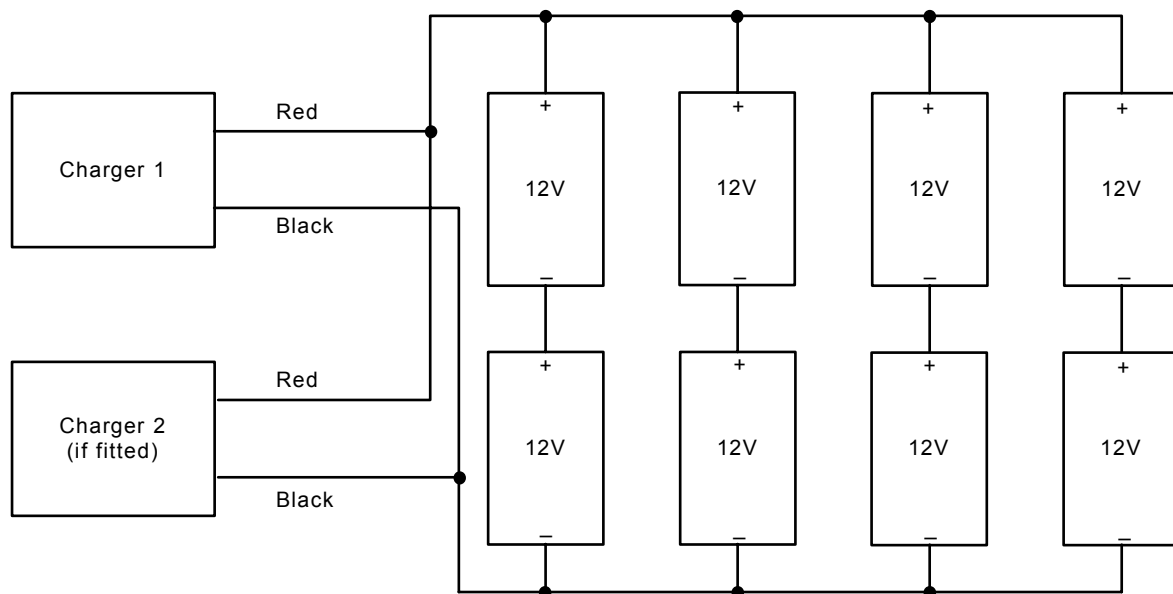 Red
Charger 1
Black
Red
Charger 2
(if fitted)
Black
+
+
+
+
12V
12V
12V
12V
–
–
–
–
+
+
+
+
12V
12V
12V
12V
–
–
–
–